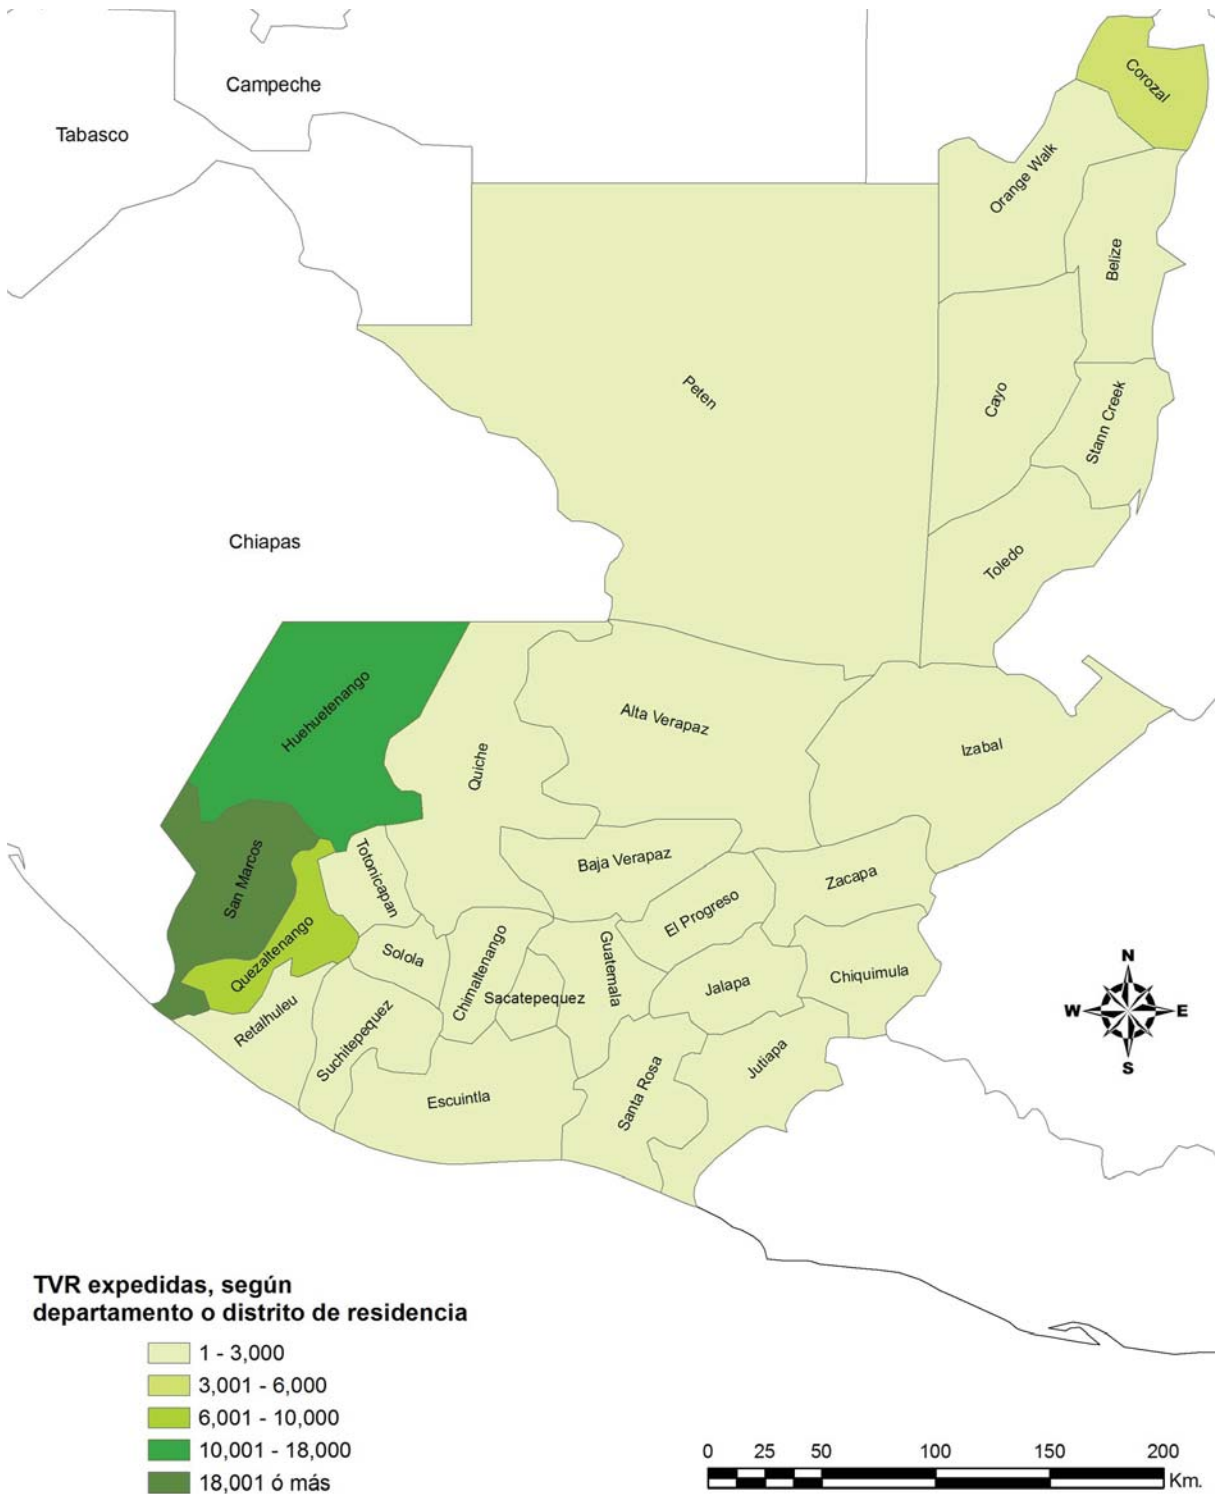 Campeche
Tabasco
Corozal
Orange Walk
Belize
Peten
Cayo
Stann Creek
Chiapas
Toledo
Huehuetenango
Alta Verapaz
Izabal
Quiche
San Marcos
Totonicapan
Baja Verapaz
Zacapa
El Progreso
Quezaltenango
Solola
Chimaltenango
Sacatepequez
Guatemala
Jalapa
Chiquimula
Retalhuleu
Suchitepequez
Escuintla
Santa Rosa
Jutiapa
N
W
E
S
TVR expedidas, según
departamento o distrito de residencia
1 - 3,000
3,001 - 6,000
6,001 - 10,000
10,001 - 18,000
18,001 ó más
0 25 50 100 150 200
Km.